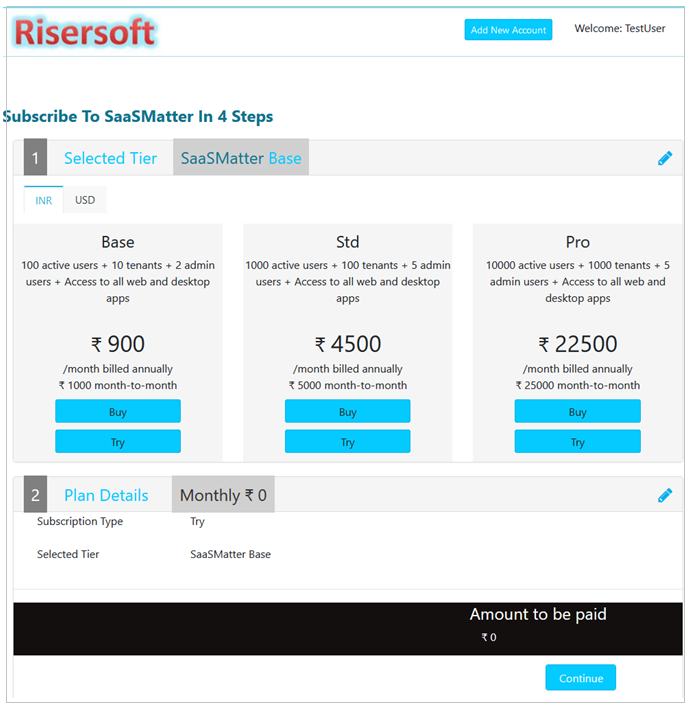 Risersoft
Add New Account
Welcome: TestUser
Subscribe To SaaSMatter In 4 Steps
1 Selected Tier SaaSMatter Base
INR USD
Base
100 active users + 10 tenants + 2 admin
users + Access to all web and desktop
apps
₹ 900
/month billed annually
₹ 1000 month-to-month
Buy
Try
Std
1000 active users + 100 tenants + 5 admin
users + Access to all web and desktop
apps
₹ 4500
/month billed annually
₹ 5000 month-to-month
Buy
Try
Pro
10000 active users + 1000 tenants + 5
admin users + Access to all web and
desktop apps
₹ 22500
/month billed annually
₹ 25000 month-to-month
Buy
Try
2 Plan Details Monthly ₹ 0
Subscription Type Try
Selected Tier SaaSMatter Base
Amount to be paid
₹ 0
Continue